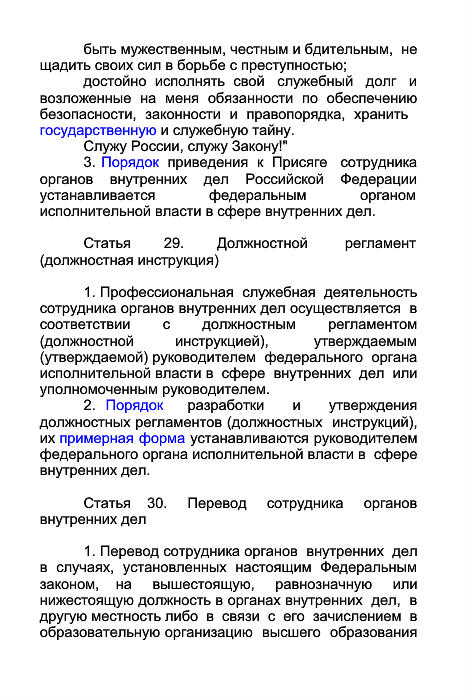 быть мужественным, честным и бдительным, не
щадить своих сил в борьбе с преступностью;
достойно исполнять свой служебный долг и
возложенные на меня обязанности по обеспечению
безопасности, законности и правопорядка, хранить
государственную и служебную тайну.
Служу России, служу Закону!"
3. Порядок приведения к Присяге сотрудника
органов внутренних дел Российской Федерации
устанавливается федеральным органом
исполнительной власти в сфере внутренних дел.
Статья 29. Должностной регламент
(должностная инструкция)
1. Профессиональная служебная деятельность
сотрудника органов внутренних дел осуществляется в
соответствии с должностным регламентом
(должностной инструкцией), утверждаемым
(утверждаемой) руководителем федерального органа
исполнительной власти в сфере внутренних дел или
уполномоченным руководителем.
2. Порядок разработки и утверждения
должностных регламентов (должностных инструкций),
их примерная форма устанавливаются руководителем
федерального органа исполнительной власти в сфере
внутренних дел.
Статья 30. Перевод сотрудника органов
внутренних дел
1. Перевод сотрудника органов внутренних дел
в случаях, установленных настоящим Федеральным
законом, на вышестоящую, равнозначную или
нижестоящую должность в органах внутренних дел, в
другую местность либо в связи с его зачислением в
образовательную организацию высшего образования